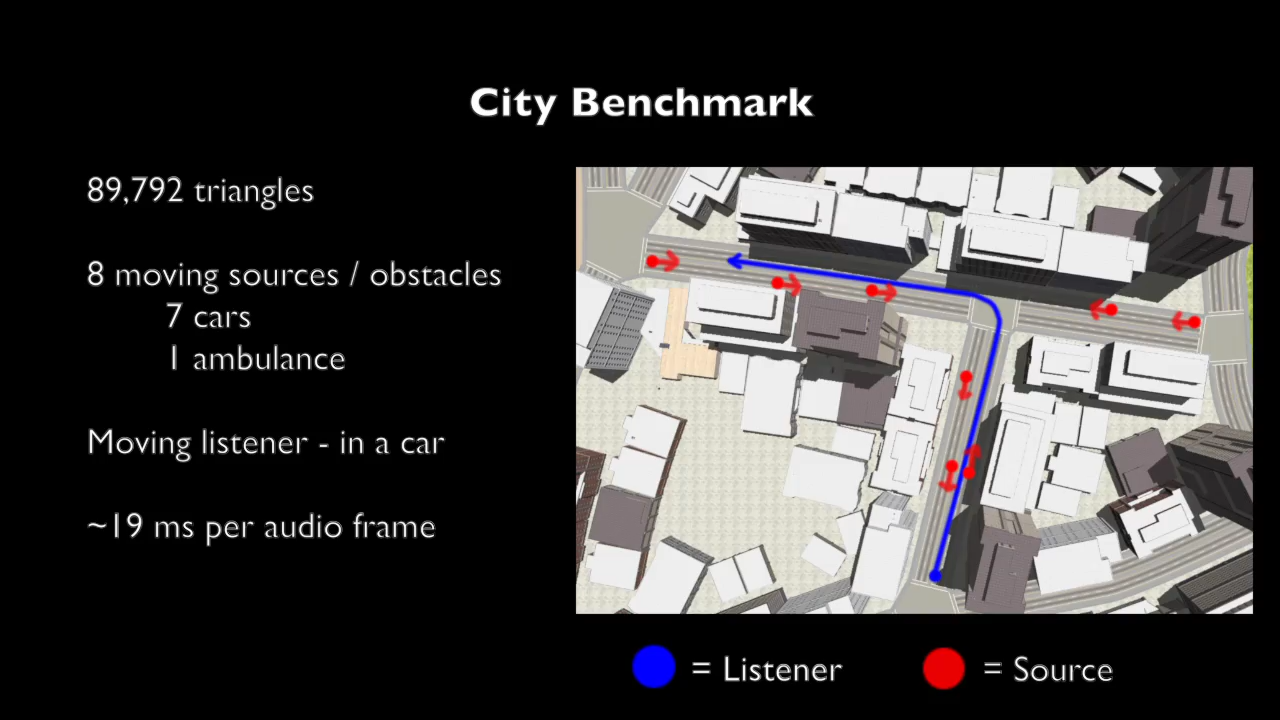 City Benchmark
89,792 triangles
8 moving sources / obstacles
7 cars
1 ambulance
Moving listener - in a car
~19 ms per audio frame
= Listener
= Source